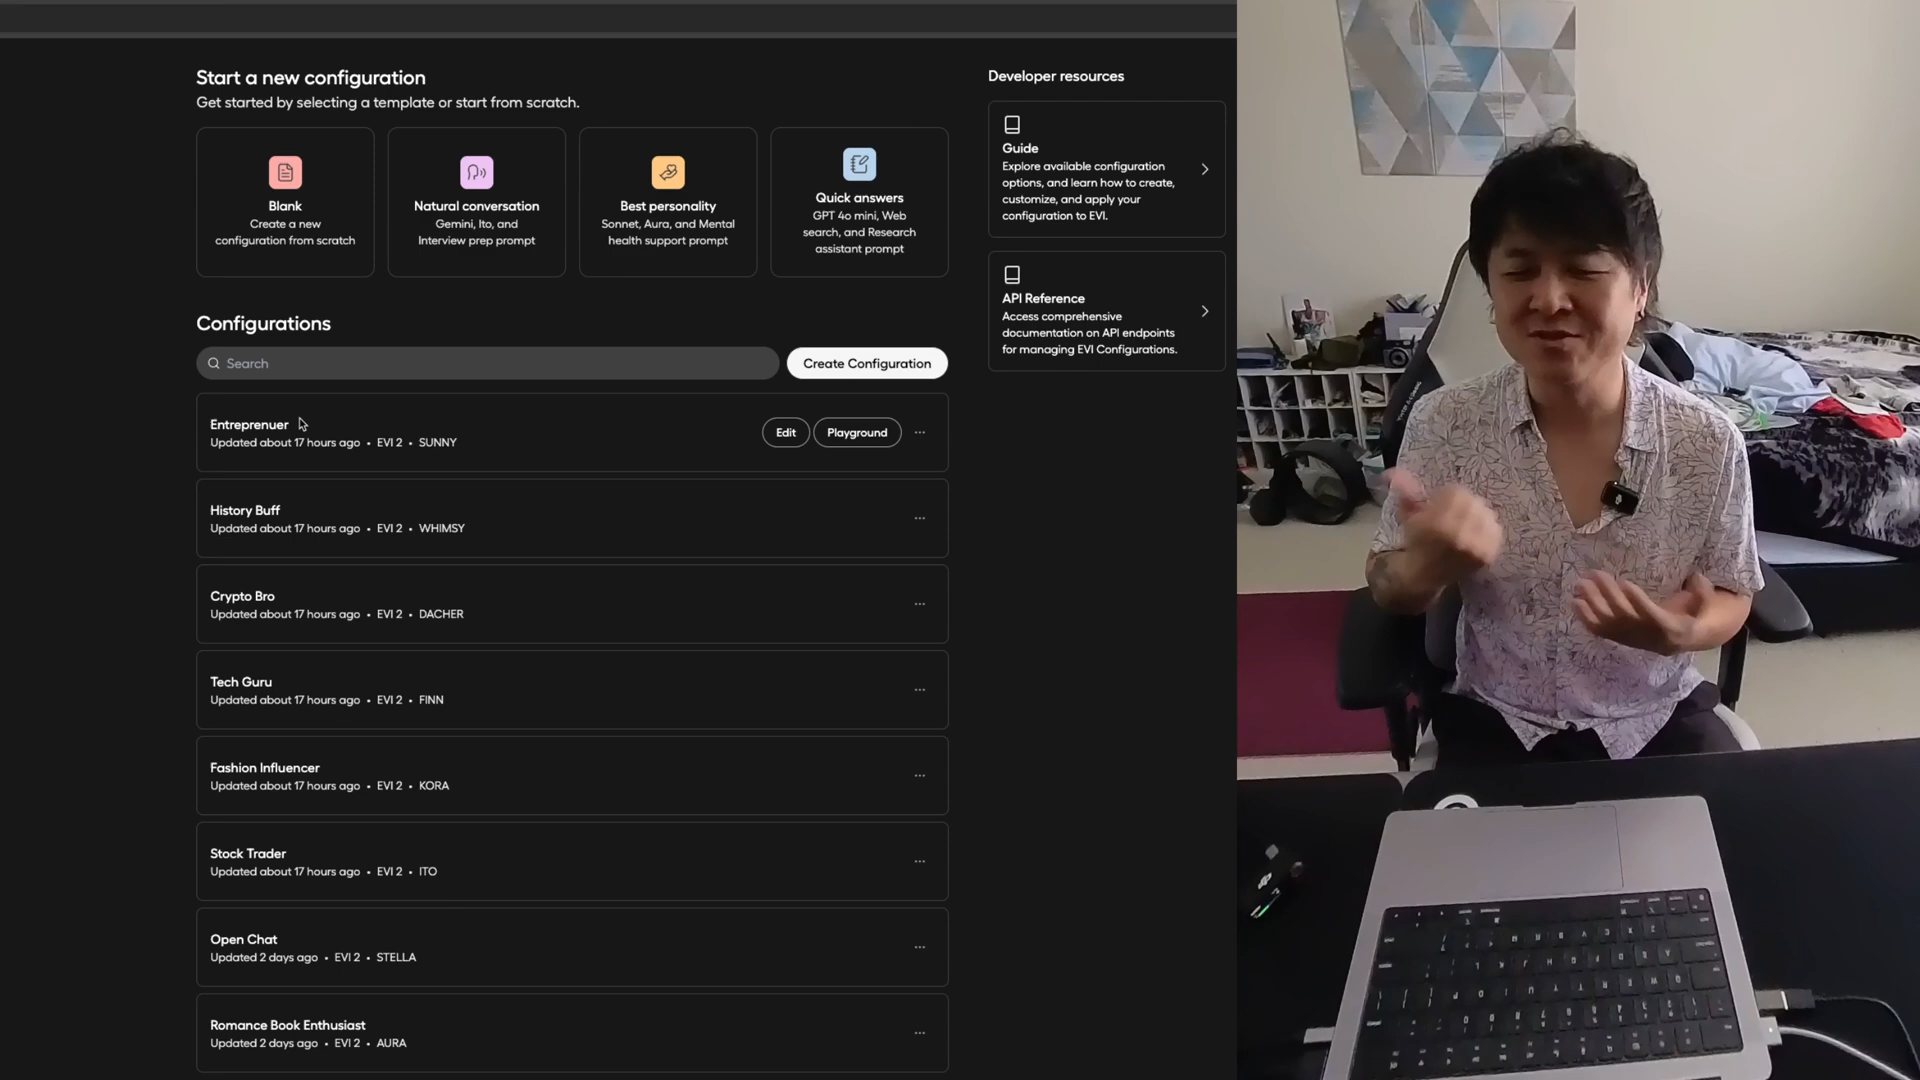 Start a new configuration
Get started by selecting a template or start from scratch.
Blank
Create a new
configuration from scratch
Natural conversation
Gemini, Ito, and
Interview prep prompt
Best personality
Sonnet, Aura, and Mental
health support prompt
Quick answers
GPT 4o mini, Web
search, and Research
assistant prompt
Developer resources
Guide
Explore available configuration
options, and learn how to create,
customize, and apply your
configuration to EVI.
API Reference
Access comprehensive
documentation on API endpoints
for managing EVI Configurations.
Configurations
Search
Create Configuration
Entreprenuer
Updated about 17 hours ago • EVI 2 • SUNNY
Edit
Playground
History Buff
Updated about 17 hours ago • EVI 2 • WHIMSY
Crypto Bro
Updated about 17 hours ago • EVI 2 • DACHER
Tech Guru
Updated about 17 hours ago • EVI 2 • FINN
Fashion Influencer
Updated about 17 hours ago • EVI 2 • KORA
Stock Trader
Updated about 17 hours ago • EVI 2 • ITO
Open Chat
Updated 2 days ago • EVI 2 • STELLA
Romance Book Enthusiast
Updated 2 days ago • EVI 2 • AURA